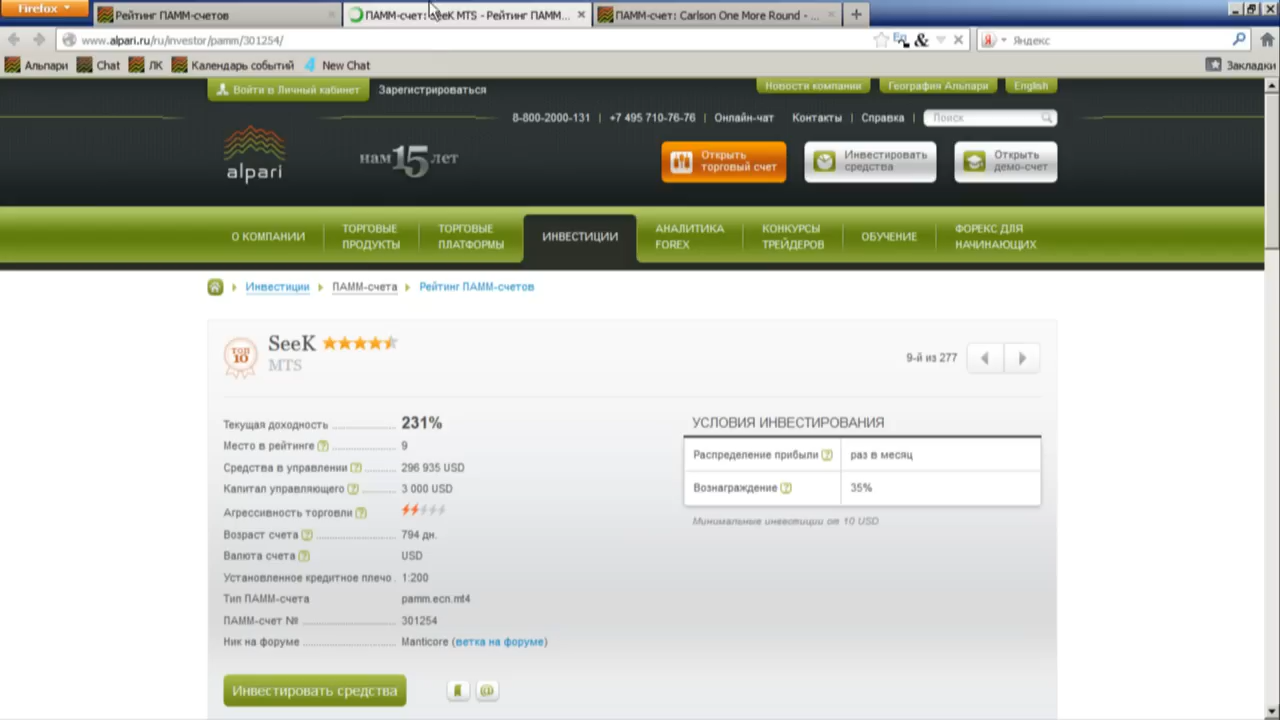 Firefox
Рейтинг ПАММ-счетов
ПАММ-счет: SeeK MTS - Рейтинг ПАММ...
ПАММ-счет: Carlson One More Round - ...
www.alpari.ru/ru/investor/pamm/301254/
Яндекс
Альпари
Chat
ЛК
Календарь событий
New Chat
Закладки
Войти в Личный кабинет
Зарегистрироваться
Новости компании
География Альпари
English
8-800-2000-131 | +7 495 710-76-76 | Онлайн-чат Контакты | Справка |
Поиск
alpari
нам 15 лет
Открыть
торговый счет
Инвестировать
средства
Открыть
демо-счет
О КОМПАНИИ
ТОРГОВЫЕ
ПРОДУКТЫ
ТОРГОВЫЕ
ПЛАТФОРМЫ
ИНВЕСТИЦИИ
АНАЛИТИКА
FOREX
КОНКУРСЫ
ТРЕЙДЕРОВ
ОБУЧЕНИЕ
ФОРЕКС ДЛЯ
НАЧИНАЮЩИХ
Инвестиции
ПАММ-счета
Рейтинг ПАММ-счетов
ТОП
10
SeeK
MTS
9-й из 277
Текущая доходность 231%
Место в рейтинге 9
Средства в управлении 296 935 USD
Капитал управляющего 3 000 USD
Агрессивность торговли
Возраст счета 794 дн.
Валюта счета USD
Установленное кредитное плечо 1:200
Тип ПАММ-счета pamm.ecn.mt4
ПАММ-счет № 301254
Ник на форуме Manticore (ветка на форуме)
УСЛОВИЯ ИНВЕСТИРОВАНИЯ
Распределение прибыли раз в месяц
Вознаграждение 35%
Минимальные инвестиции от 10 USD
Инвестировать средства